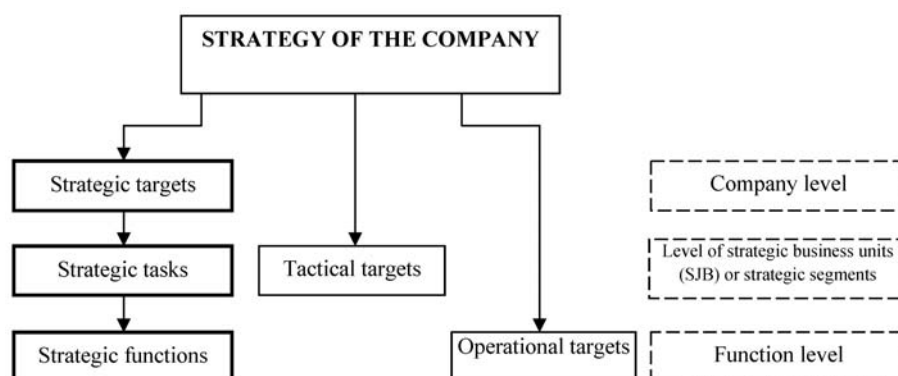 STRATEGY OF THE COMPANY
Strategic targets
Company level
Strategic tasks
Tactical targets
Level of strategic business units
(SJB) or strategic segments
Strategic functions
Operational targets
Function level